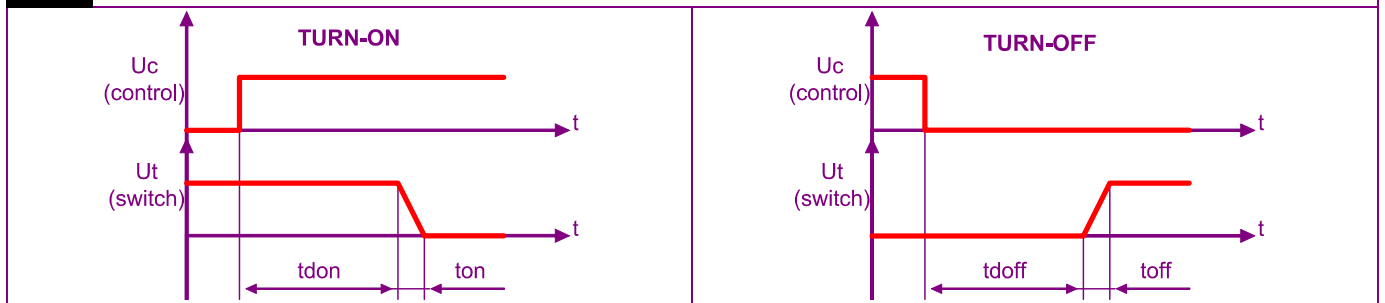 TURN-ON
Uc
(control)
t
Ut
(switch)
t
tdon
ton
TURN-OFF
Uc
(control)
t
Ut
(switch)
t
tdoff
toff